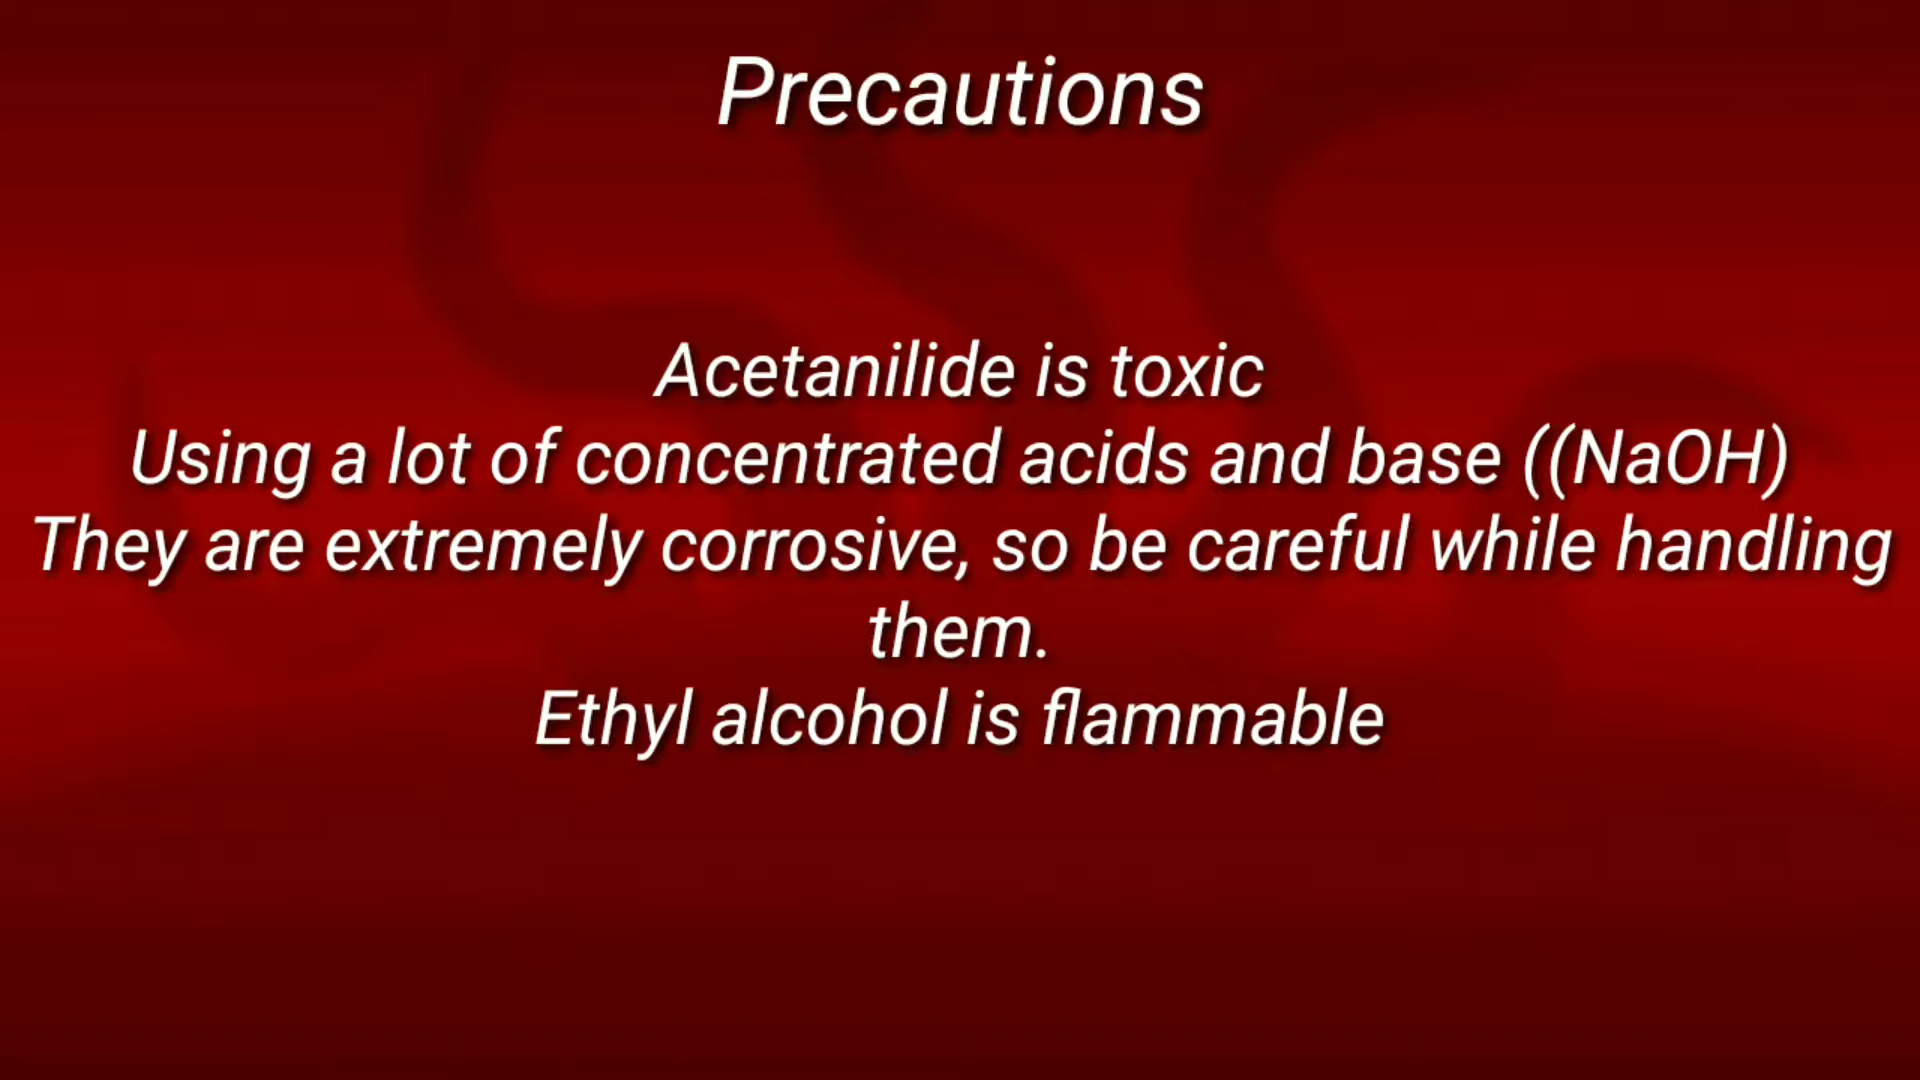 Precautions
Acetanilide is toxic
Using a lot of concentrated acids and base ((NaOH)
They are extremely corrosive, so be careful while handling
them.
Ethyl alcohol is flammable